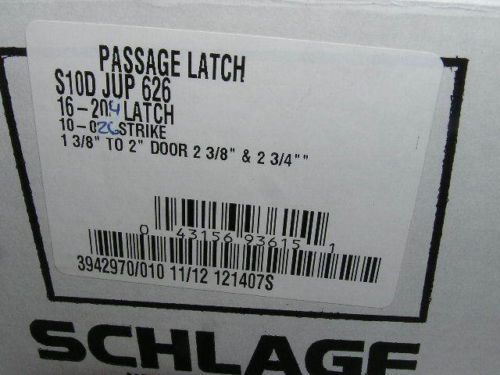 PASSAGE LATCH
S10D JUP 626
16-204 LATCH
10-026 STRIKE
1 3/8" TO 2" DOOR 2 3/8" & 2 3/4""
0 43156 93615 1
3942970/010 11/12 121407S
SCHLAGE